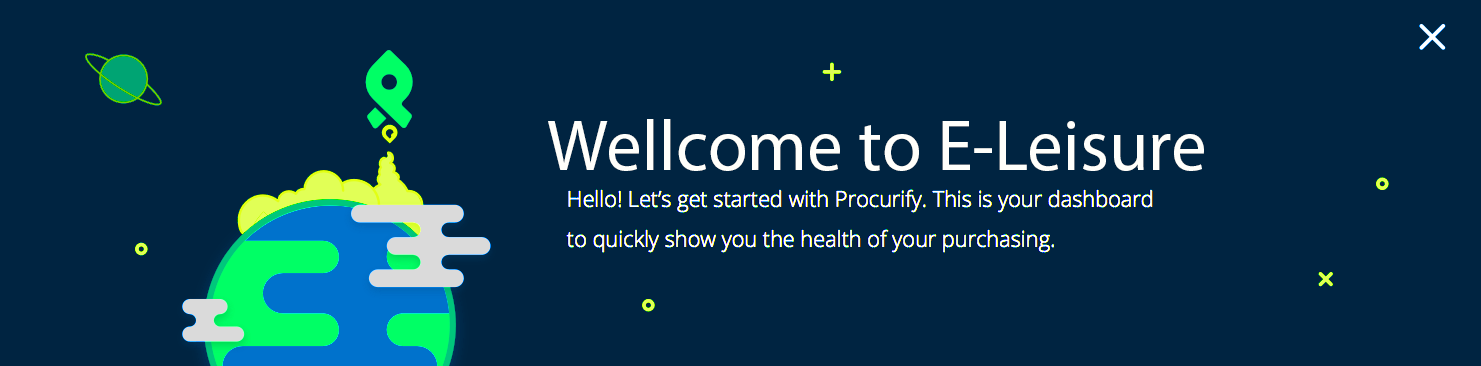 Wellcome to E-Leisure
Hello! Let's get started with Procurify. This is your dashboard
to quickly show you the health of your purchasing.